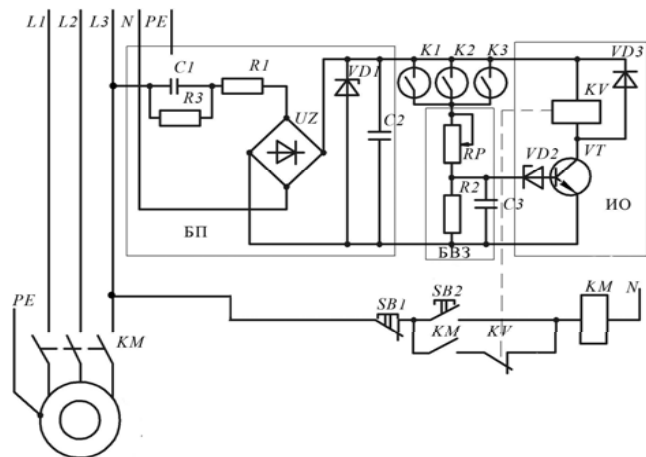 L1 L2 L3 N PE
C1 R1
R3
UZ
VD1
C2
K1 K2 K3
VD3
KV
RP
VD2
VT
R2
C3
ИО
БП
БВЗ
SB1
SB2
KM
KV
KM
N
PE
KM